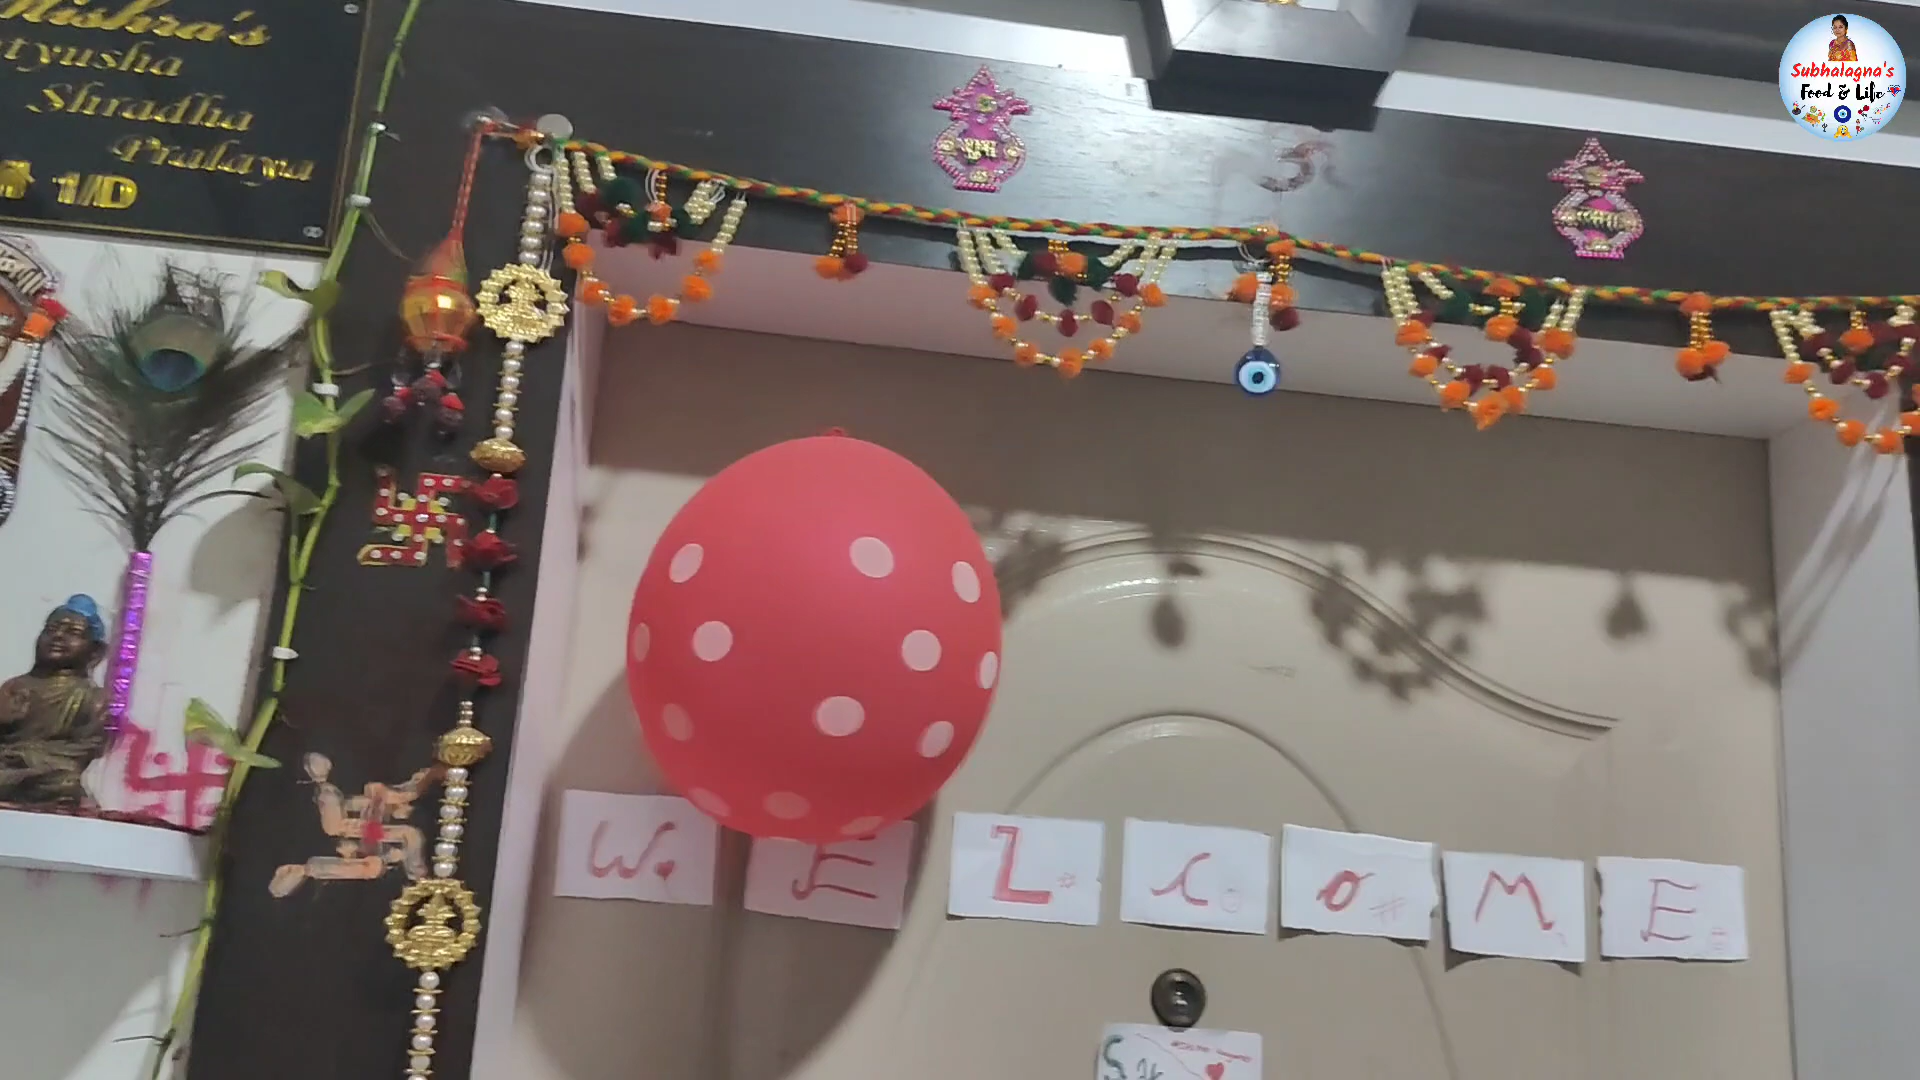 Mishra's
tyusha
Shradha
Pralaya
1/D
Subhalagna's
Food & Life
शुभ
W E L C O M E